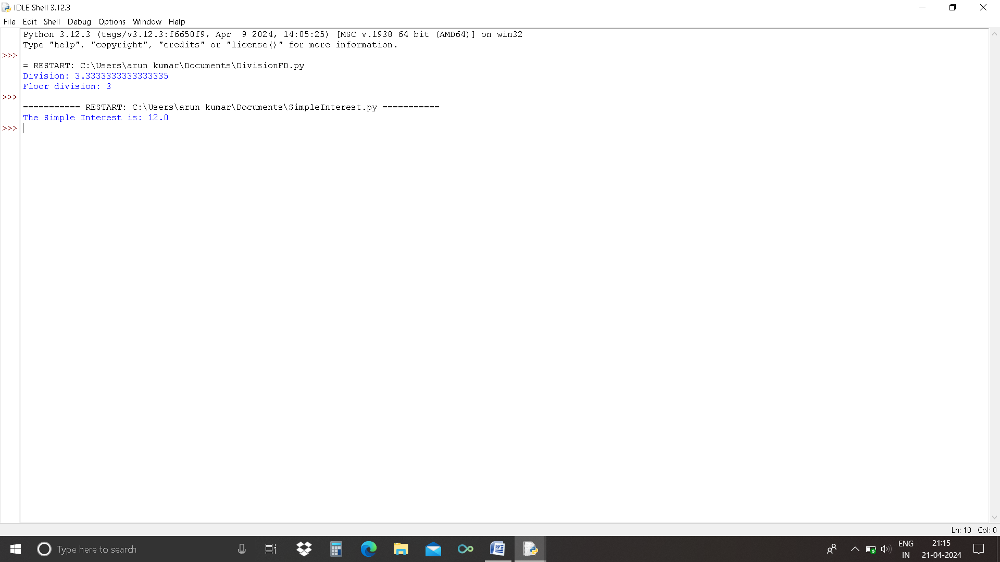 IDLE Shell 3.12.3
File Edit Shell Debug Options Window Help
Python 3.12.3 (tags/v3.12.3:f6650f9, Apr  9 2024, 14:05:25) [MSC v.1938 64 bit (AMD64)] on win32
Type "help", "copyright", "credits" or "license()" for more information.
>>>
= RESTART: C:\Users\arun kumar\Documents\DivisionFD.py
Division: 3.3333333333333335
Floor division: 3
>>>
=========== RESTART: C:\Users\arun kumar\Documents\SimpleInterest.py ===========
The Simple Interest is: 12.0
>>>
Ln: 10 Col: 0
Type here to search
ENG
IN
21:15
21-04-2024